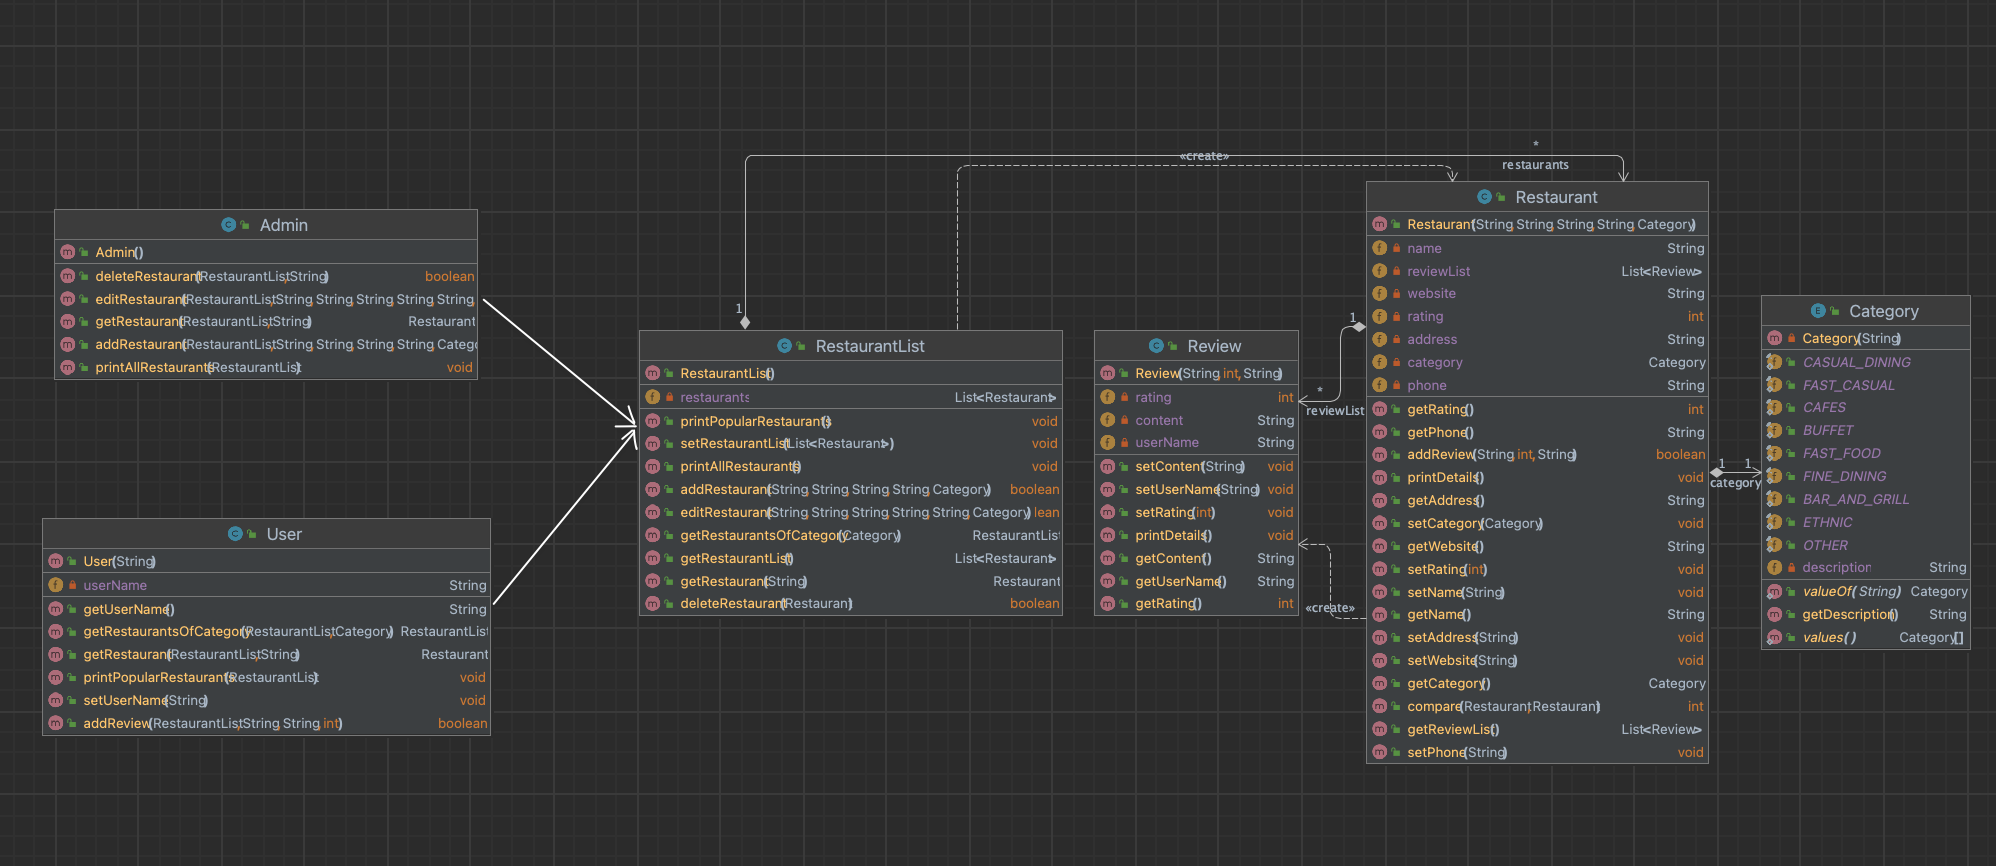 Admin
Admin()
deleteRestaurant(RestaurantList, String) boolean
editRestaurant(RestaurantList, String, String, String, String, String,
getRestaurant(RestaurantList, String) Restaurant
addRestaurant(RestaurantList, String, String, String, String, Catego
printAllRestaurants(RestaurantList) void
User
User(String)
userName String
getUserName() String
getRestaurantsOfCategory(RestaurantList, Category) RestaurantList
getRestaurant(RestaurantList, String) Restaurant
printPopularRestaurants(RestaurantList) void
setUserName(String) void
addReview(RestaurantList, String, String, int) boolean
RestaurantList
RestaurantList()
restaurants List<Restaurant>
printPopularRestaurants() void
setRestaurantList(List<Restaurant>) void
printAllRestaurants() void
addRestaurant(String, String, String, String, Category) boolean
editRestaurant(String, String, String, String, String, Category) lean
getRestaurantsOfCategory(Category) RestaurantList
getRestaurantList() List<Restaurant>
getRestaurant(String) Restaurant
deleteRestaurant(Restaurant) boolean
1
«create»
*
restaurants
Review
Review(String, int, String)
rating int
content String
userName String
setContent(String) void
setUserName(String) void
setRating(int) void
printDetails() void
getContent() String
getUserName() String
getRating() int
1
*
reviewList
«create»
Restaurant
Restaurant(String, String, String, String, Category)
name String
reviewList List<Review>
website String
rating int
address String
category Category
phone String
getRating() int
getPhone() String
addReview(String, int, String) boolean
printDetails() void
getAddress() String
setCategory(Category) void
getWebsite() String
setRating(int) void
setName(String) void
getName() String
setAddress(String) void
setWebsite(String) void
getCategory() Category
compare(Restaurant, Restaurant) int
getReviewList() List<Review>
setPhone(String) void
1 1
category
Category
Category(String)
CASUAL_DINING
FAST_CASUAL
CAFES
BUFFET
FAST_FOOD
FINE_DINING
BAR_AND_GRILL
ETHNIC
OTHER
description String
valueOf(String) Category
getDescription() String
values() Category[]